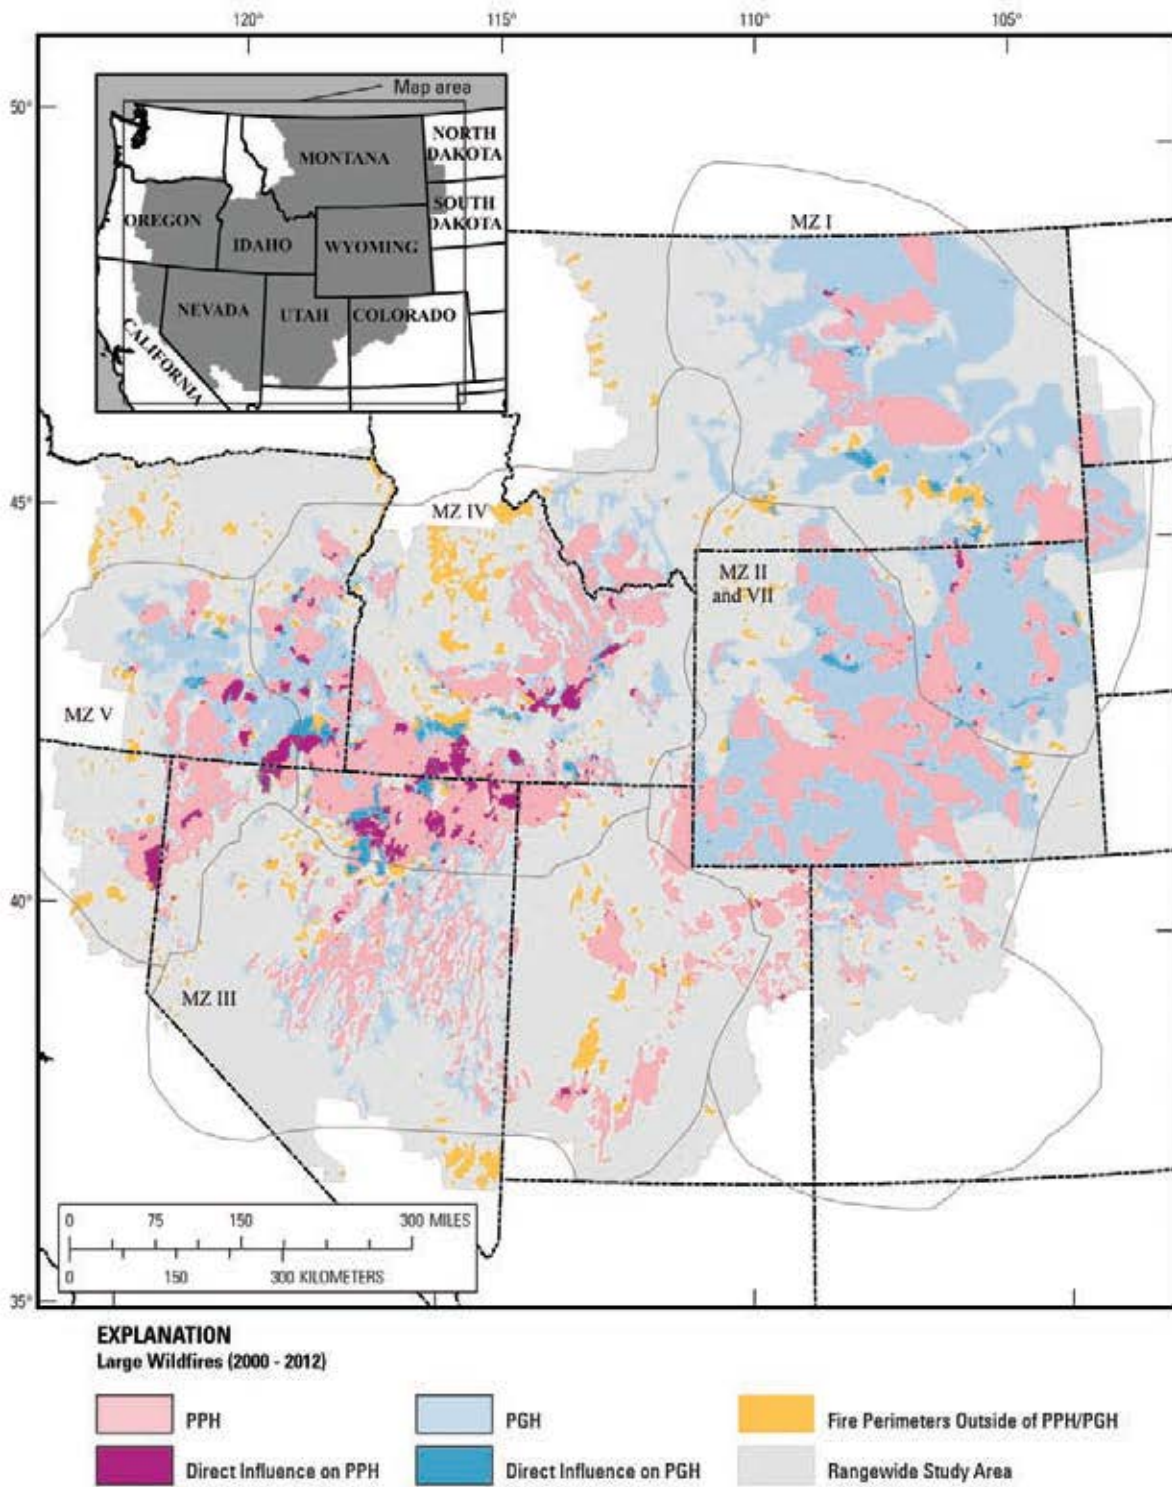 120°
115°
110°
105°
50°
45°
40°
35°
Map area
NORTH
DAKOTA
MONTANA
SOUTH
DAKOTA
OREGON
IDAHO
WYOMING
NEVADA
UTAH
COLORADO
CALIFORNIA
MZ I
MZ IV
MZ II
and VII
MZ V
MZ III
0 75 150 300 MILES
0 150 300 KILOMETERS
EXPLANATION
Large Wildfires (2000 - 2012)
PPH
PGH
Fire Perimeters Outside of PPH/PGH
Direct Influence on PPH
Direct Influence on PGH
Rangewide Study Area